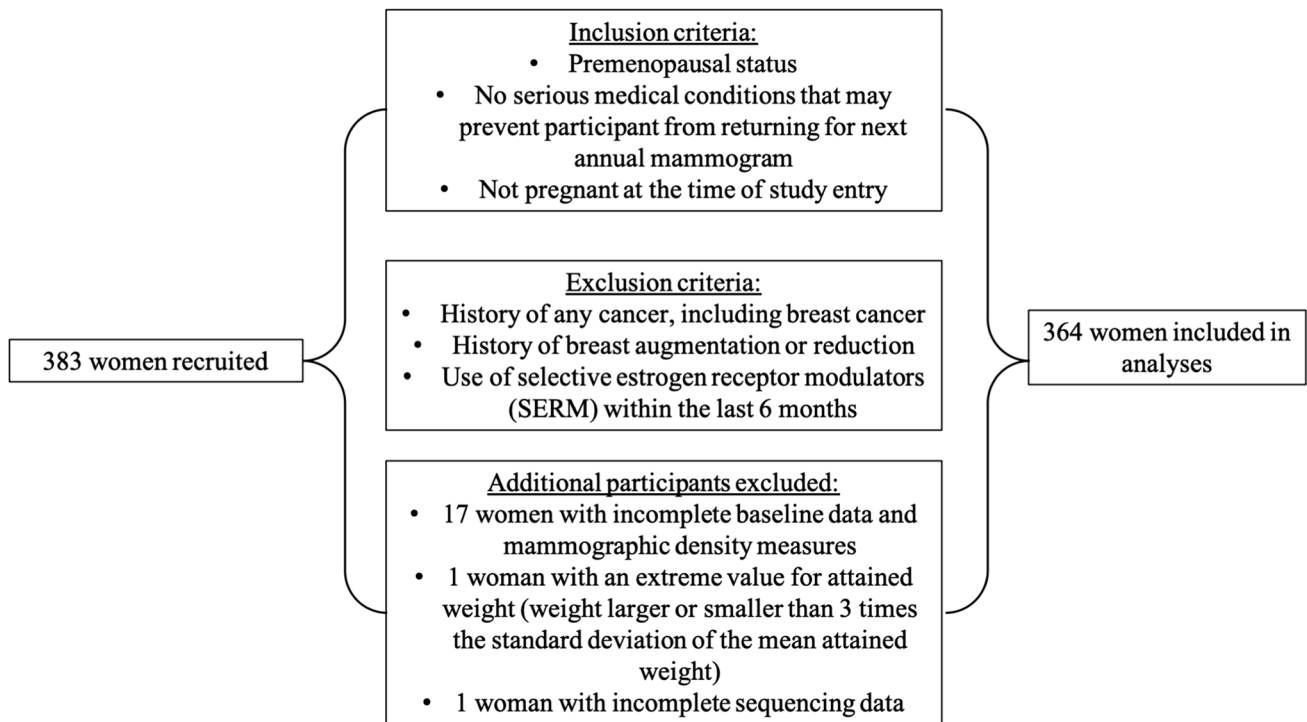 383 women recruited
Inclusion criteria:
• Premenopausal status
• No serious medical conditions that may
prevent participant from returning for next
annual mammogram
• Not pregnant at the time of study entry
Exclusion criteria:
• History of any cancer, including breast cancer
• History of breast augmentation or reduction
• Use of selective estrogen receptor modulators
(SERM) within the last 6 months
Additional participants excluded:
• 17 women with incomplete baseline data and
mammographic density measures
• 1 woman with an extreme value for attained
weight (weight larger or smaller than 3 times
the standard deviation of the mean attained
weight)
• 1 woman with incomplete sequencing data
364 women included in
analyses